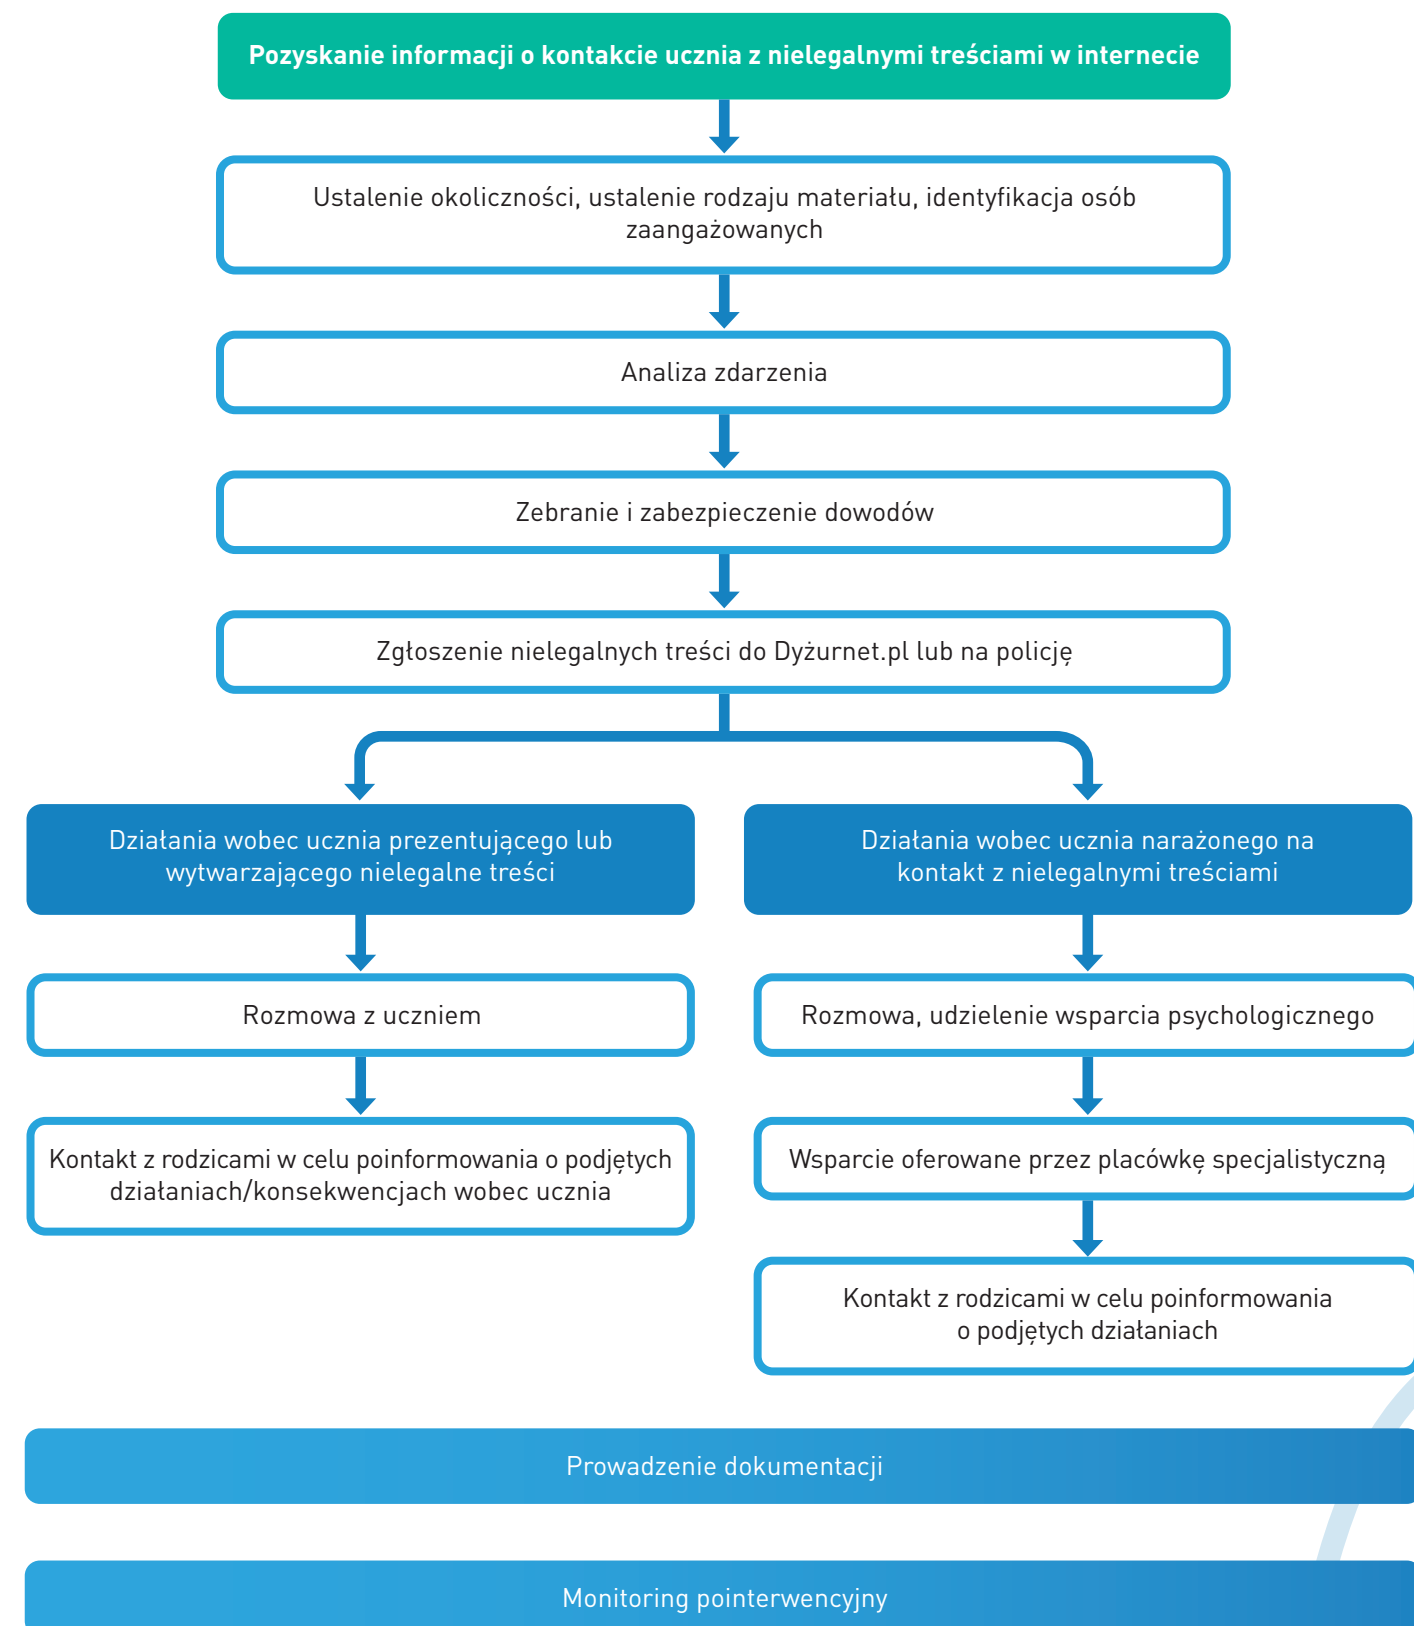 Pozyskanie informacji o kontakcie ucznia z nielegalnymi treściami w internecie
Ustalenie okoliczności, ustalenie rodzaju materiału, identyfikacja osób
zaangażowanych
Analiza zdarzenia
Zebranie i zabezpieczenie dowodów
Zgłoszenie nielegalnych treści do Dyżurnet.pl lub na policję
Działania wobec ucznia prezentującego lub
wytwarzającego nielegalne treści
Rozmowa z uczniem
Kontakt z rodzicami w celu poinformowania o podjętych
działaniach/konsekwencjach wobec ucznia
Działania wobec ucznia narażonego na
kontakt z nielegalnymi treściami
Rozmowa, udzielenie wsparcia psychologicznego
Wsparcie oferowane przez placówkę specjalistyczną
Kontakt z rodzicami w celu poinformowania
o podjętych działaniach
Prowadzenie dokumentacji
Monitoring pointerwencyjny